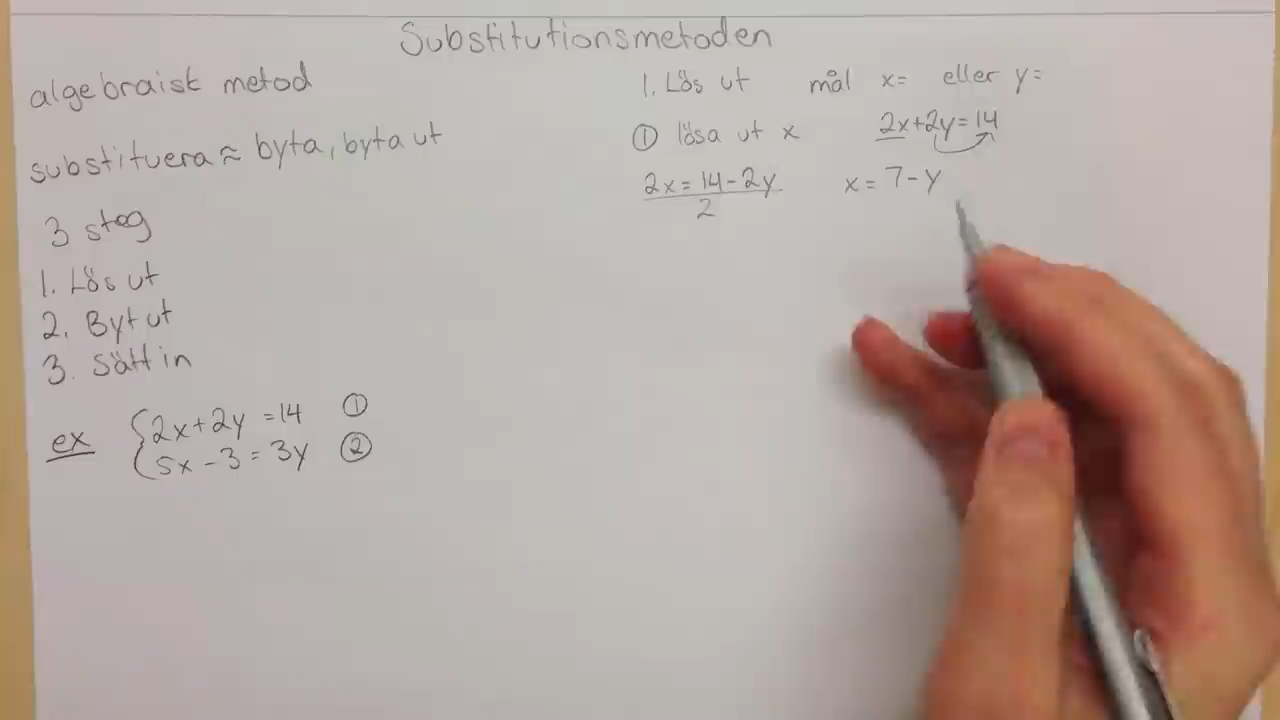 Substitutionsmetoden
algebraisk metod
substituera ≈ byta, byta ut
3 steg
1. Lös ut
2. Byt ut
3. Sätt in
ex { 2x+2y =14 ①
5x -3 = 3y ②
1. Lös ut mål x= eller y=
① lösa ut x 2x+2y=14
2x = 14-2y x = 7-y
2